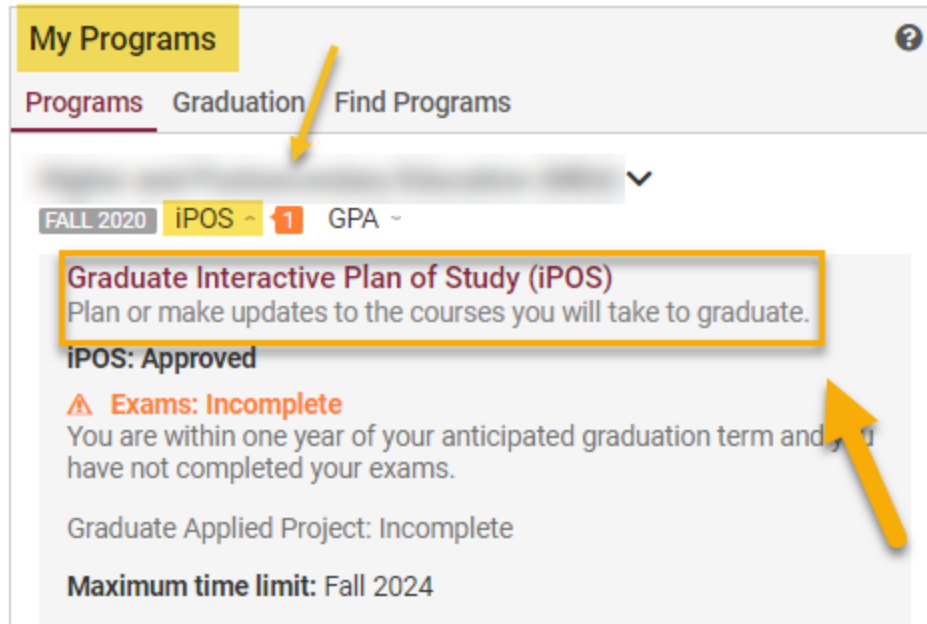 My Programs
Programs Graduation Find Programs
FALL 2020 iPOS 1 GPA
Graduate Interactive Plan of Study (iPOS)
Plan or make updates to the courses you will take to graduate.
iPOS: Approved
Exams: Incomplete
You are within one year of your anticipated graduation term and you
have not completed your exams.
Graduate Applied Project: Incomplete
Maximum time limit: Fall 2024